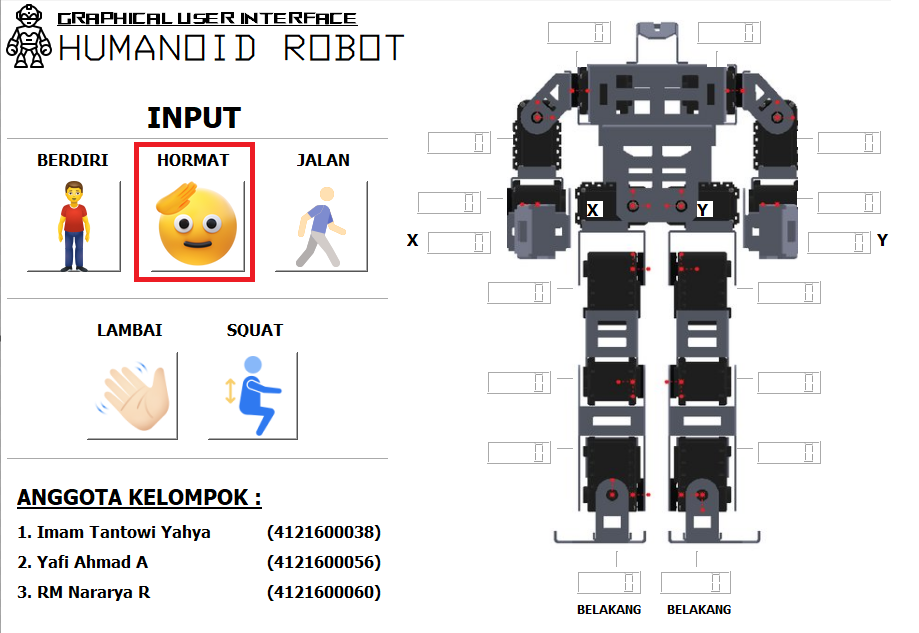 GRAPHICAL USER INTERFACE
HUMANOID ROBOT
INPUT
BERDIRI
HORMAT
JALAN
LAMBAI
SQUAT
ANGGOTA KELOMPOK :
1. Imam Tantowi Yahya (4121600038)
2. Yafi Ahmad A (4121600056)
3. RM Nararya R (4121600060)
0 0
0 0
0 0
X Y
X 0 0 Y
0 0
0 0
0 0
0 0
BELAKANG BELAKANG